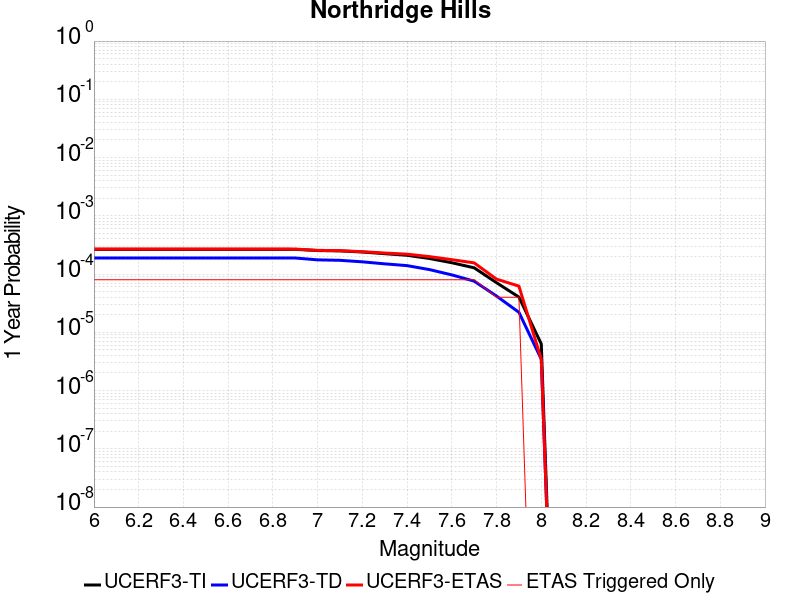 Northridge Hills
10^0
10^-1
10^-2
10^-3
10^-4
10^-5
10^-6
10^-7
10^-8
1 Year Probability
6 6.2 6.4 6.6 6.8 7 7.2 7.4 7.6 7.8 8 8.2 8.4 8.6 8.8 9
Magnitude
UCERF3-TI UCERF3-TD UCERF3-ETAS ETAS Triggered Only